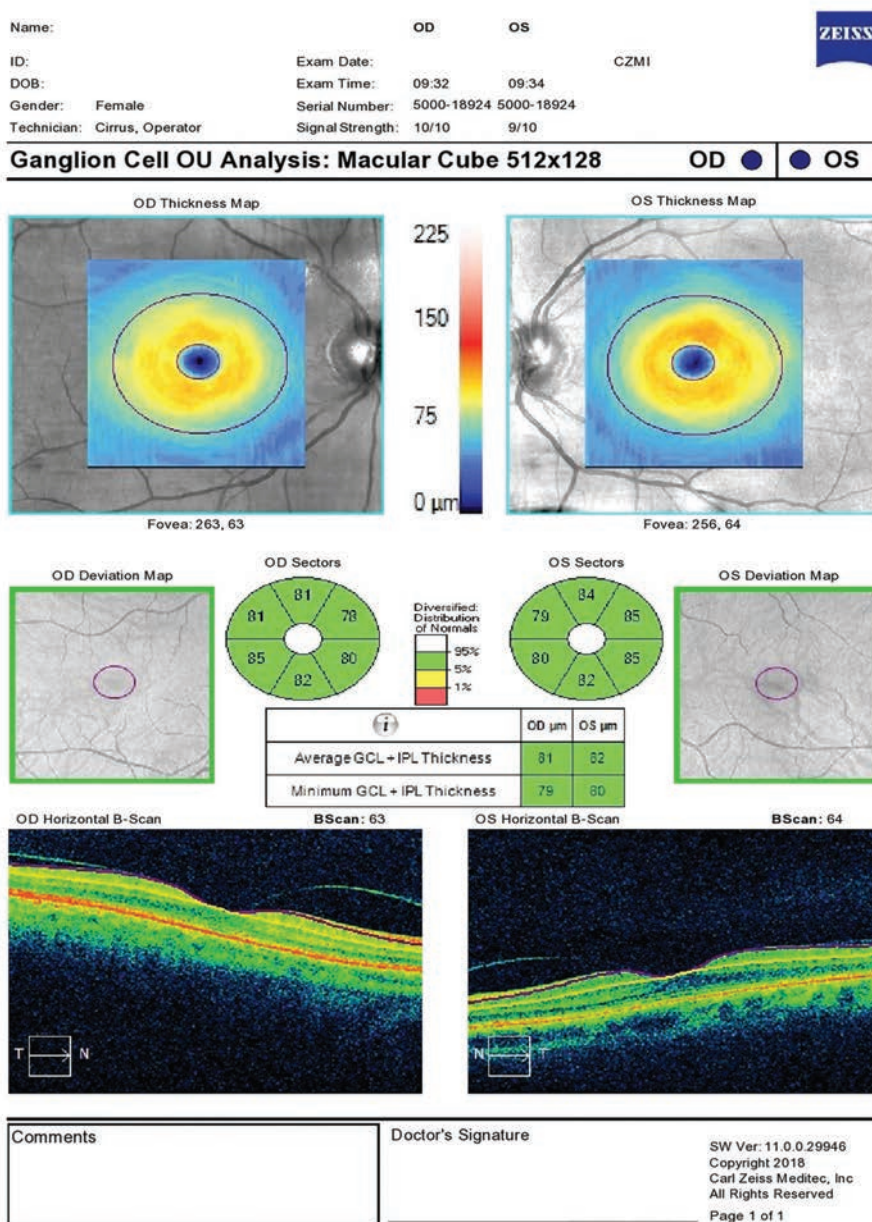 Name: OD OS
ZEISS
ID: Exam Date: CZMI
DOB: Exam Time: 09:32 09:34
Gender: Female Serial Number: 5000-18924 5000-18924
Technician: Cirrus, Operator Signal Strength: 10/10 9/10
Ganglion Cell OU Analysis: Macular Cube 512x128 OD OS
OD Thickness Map
OS Thickness Map
225
150
75
0 µm
Fovea: 263, 63
Fovea: 256, 64
OD Deviation Map
OD Sectors
81
81 78
85 80
82
Diversified:
Distribution
of Normals
95%
5%
1%
OS Sectors
84
79 85
80 85
82
OS Deviation Map
i OD µm OS µm
Average GCL + IPL Thickness 81 82
Minimum GCL + IPL Thickness 79 80
OD Horizontal B-Scan BScan: 63
OS Horizontal B-Scan BScan: 64
T N
N T
Comments
Doctor's Signature
SW Ver: 11.0.0.29946
Copyright 2018
Carl Zeiss Meditec, Inc
All Rights Reserved
Page 1 of 1